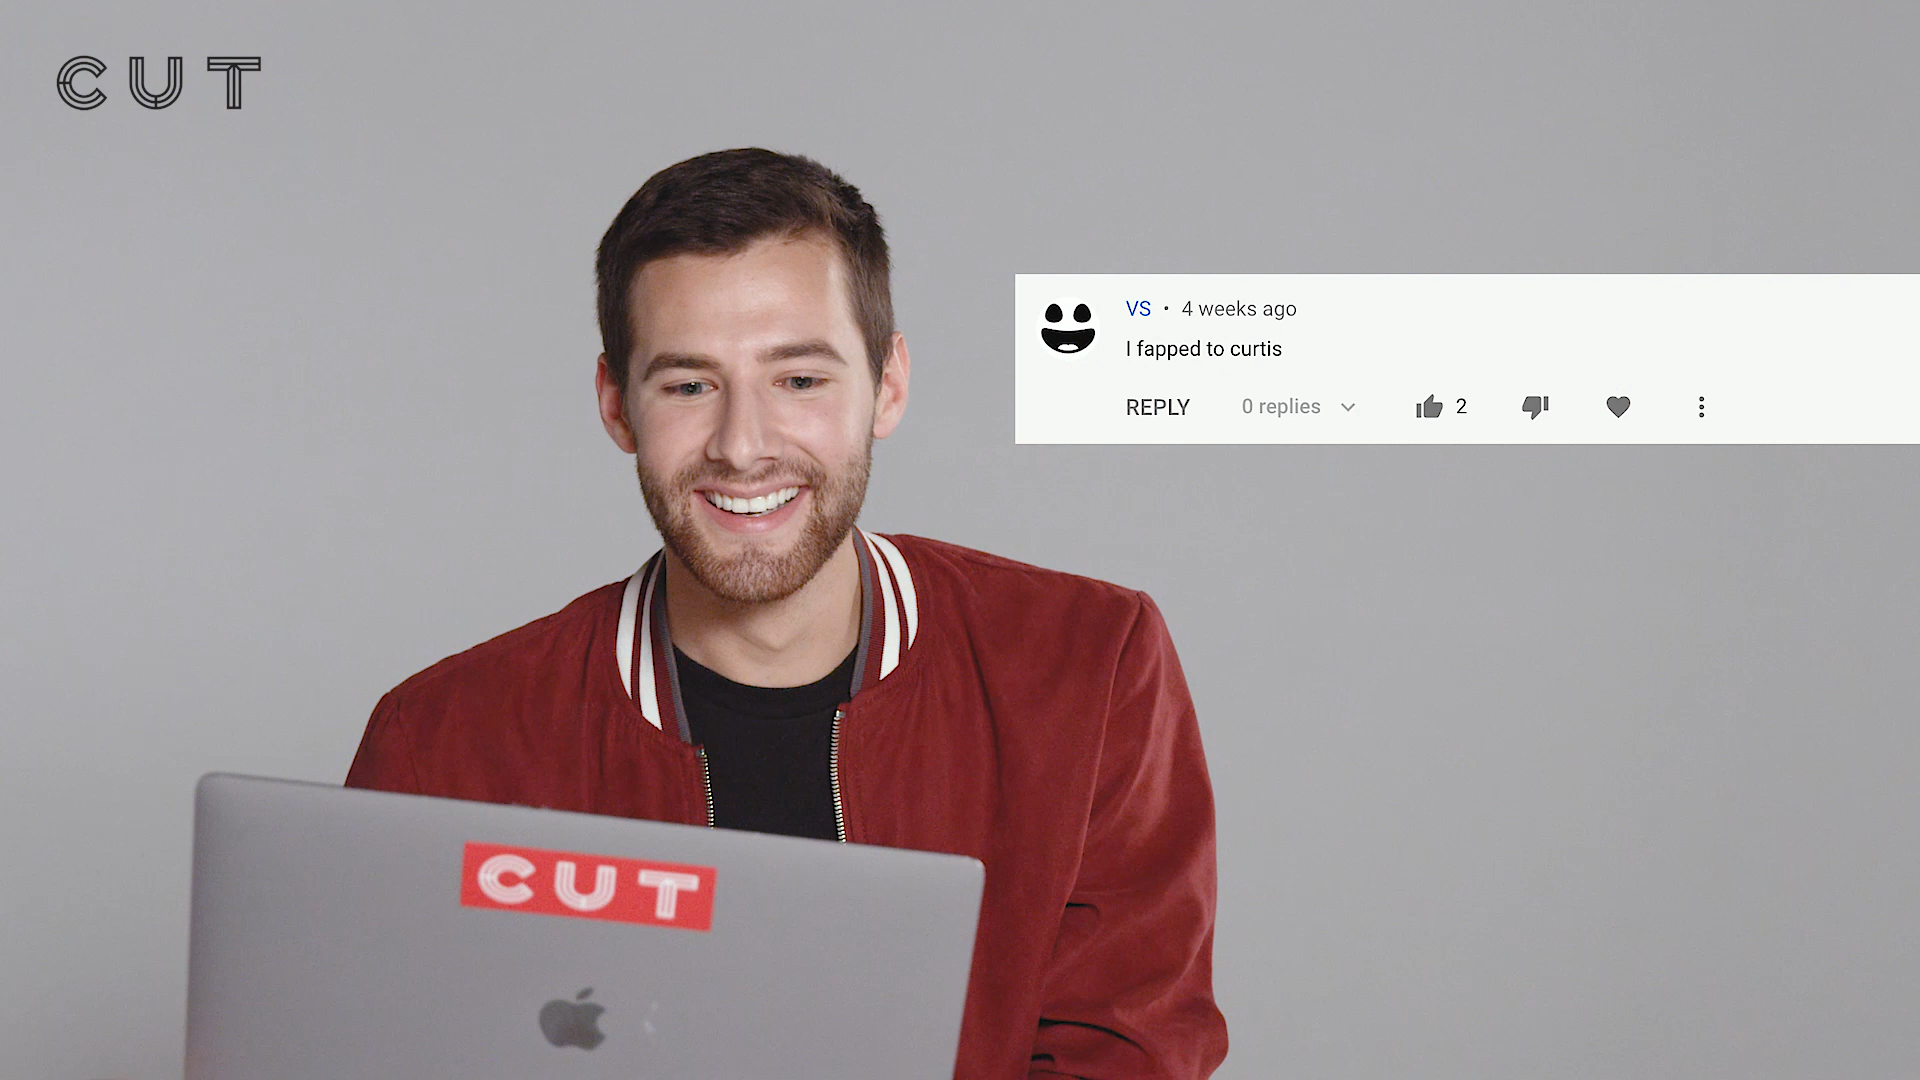 CUT
VS • 4 weeks ago
I fapped to curtis
REPLY 0 replies 2
CUT